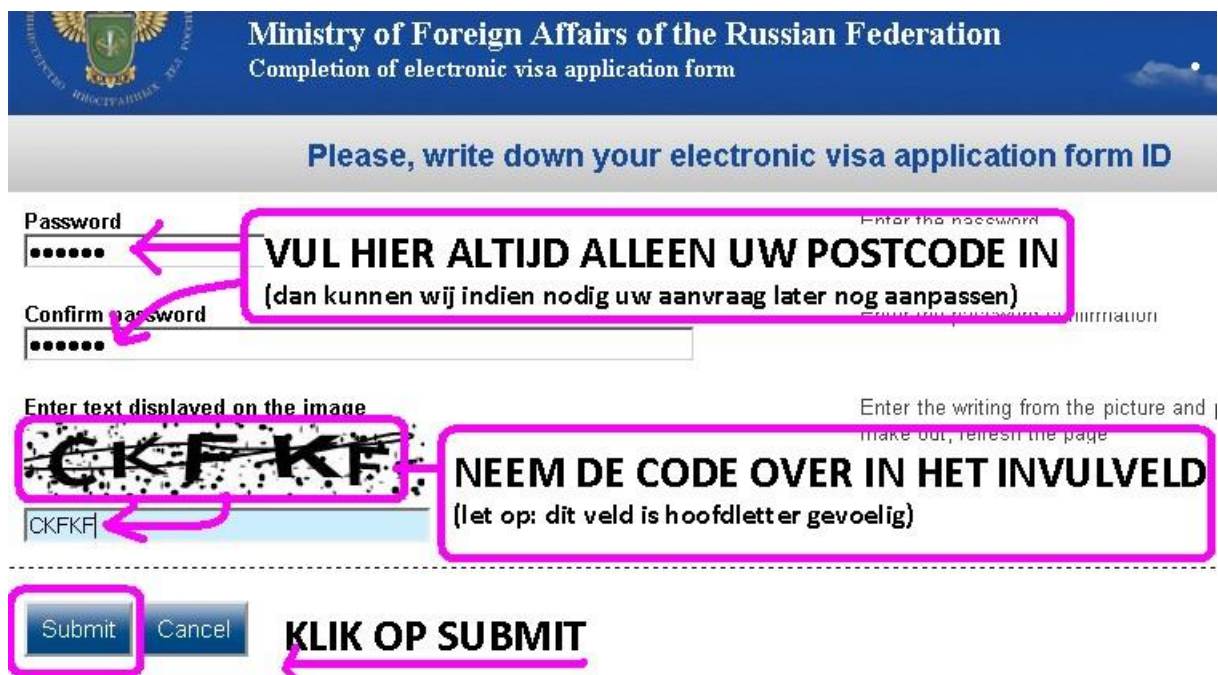 Ministry of Foreign Affairs of the Russian Federation
Completion of electronic visa application form
Please, write down your electronic visa application form ID
Password
Enter the password
VUL HIER ALTIJD ALLEEN UW POSTCODE IN
(dan kunnen wij indien nodig uw aanvraag later nog aanpassen)
Confirm password
Enter the password confirmation
Enter text displayed on the image
Enter the writing from the picture and
make out, refresh the page
CKFKF
NEEM DE CODE OVER IN HET INVULVELD
(let op: dit veld is hoofdletter gevoelig)
CKFKF
Submit
Cancel
KLIK OP SUBMIT